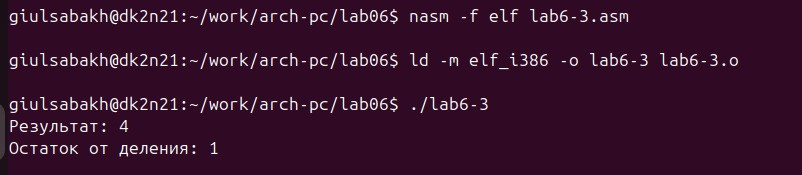 giulsabakh@dk2n21:~/work/arch-pc/lab06$ nasm -f elf lab6-3.asm
giulsabakh@dk2n21:~/work/arch-pc/lab06$ ld -m elf_i386 -o lab6-3 lab6-3.o
giulsabakh@dk2n21:~/work/arch-pc/lab06$ ./lab6-3
Результат: 4
Остаток от деления: 1